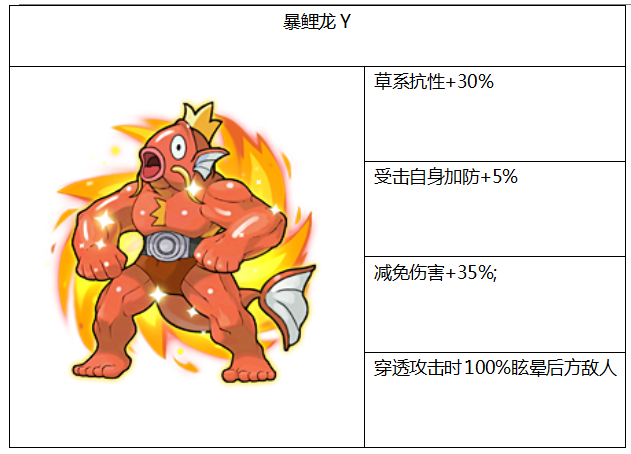 暴鲤龙 Y
草系抗性+30%
受击自身加防+5%
减免伤害+35%;
穿透攻击时100%眩晕后方敌人